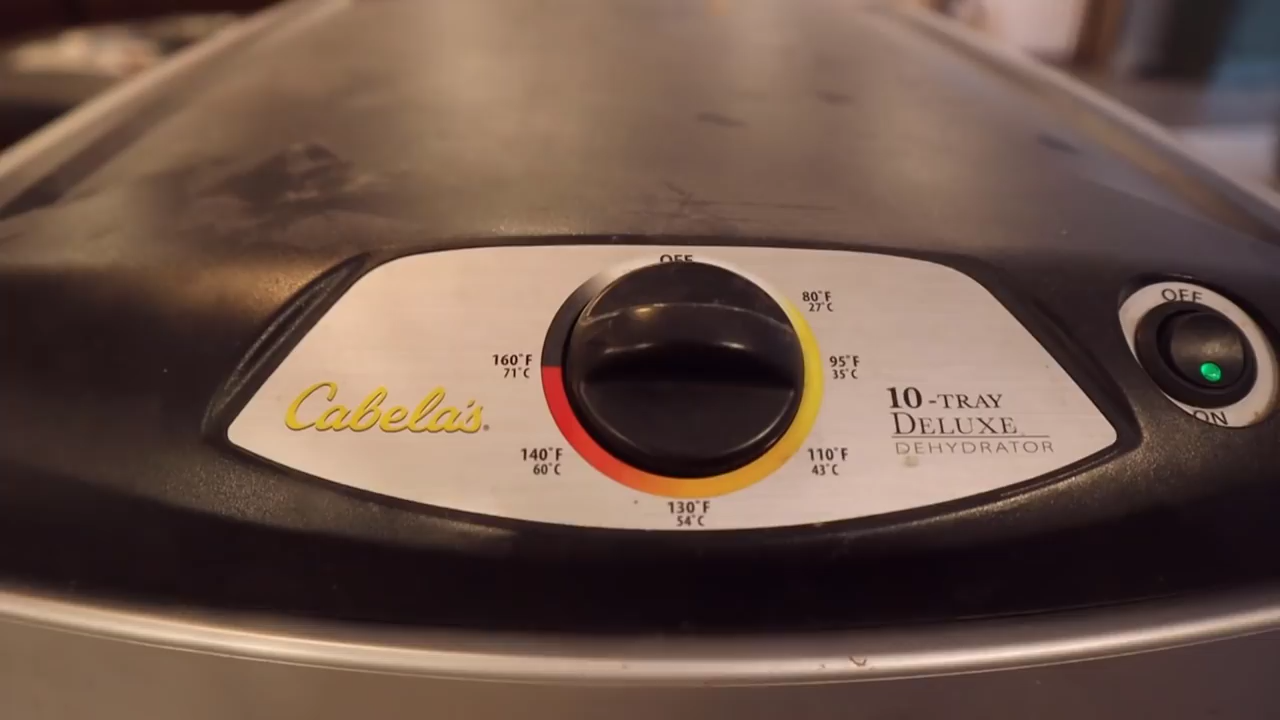 OFF
80°F
27°C
95°F
35°C
110°F
43°C
130°F
54°C
140°F
60°C
160°F
71°C
Cabela's
10-TRAY
DELUXE
DEHYDRATOR
OFF
ON